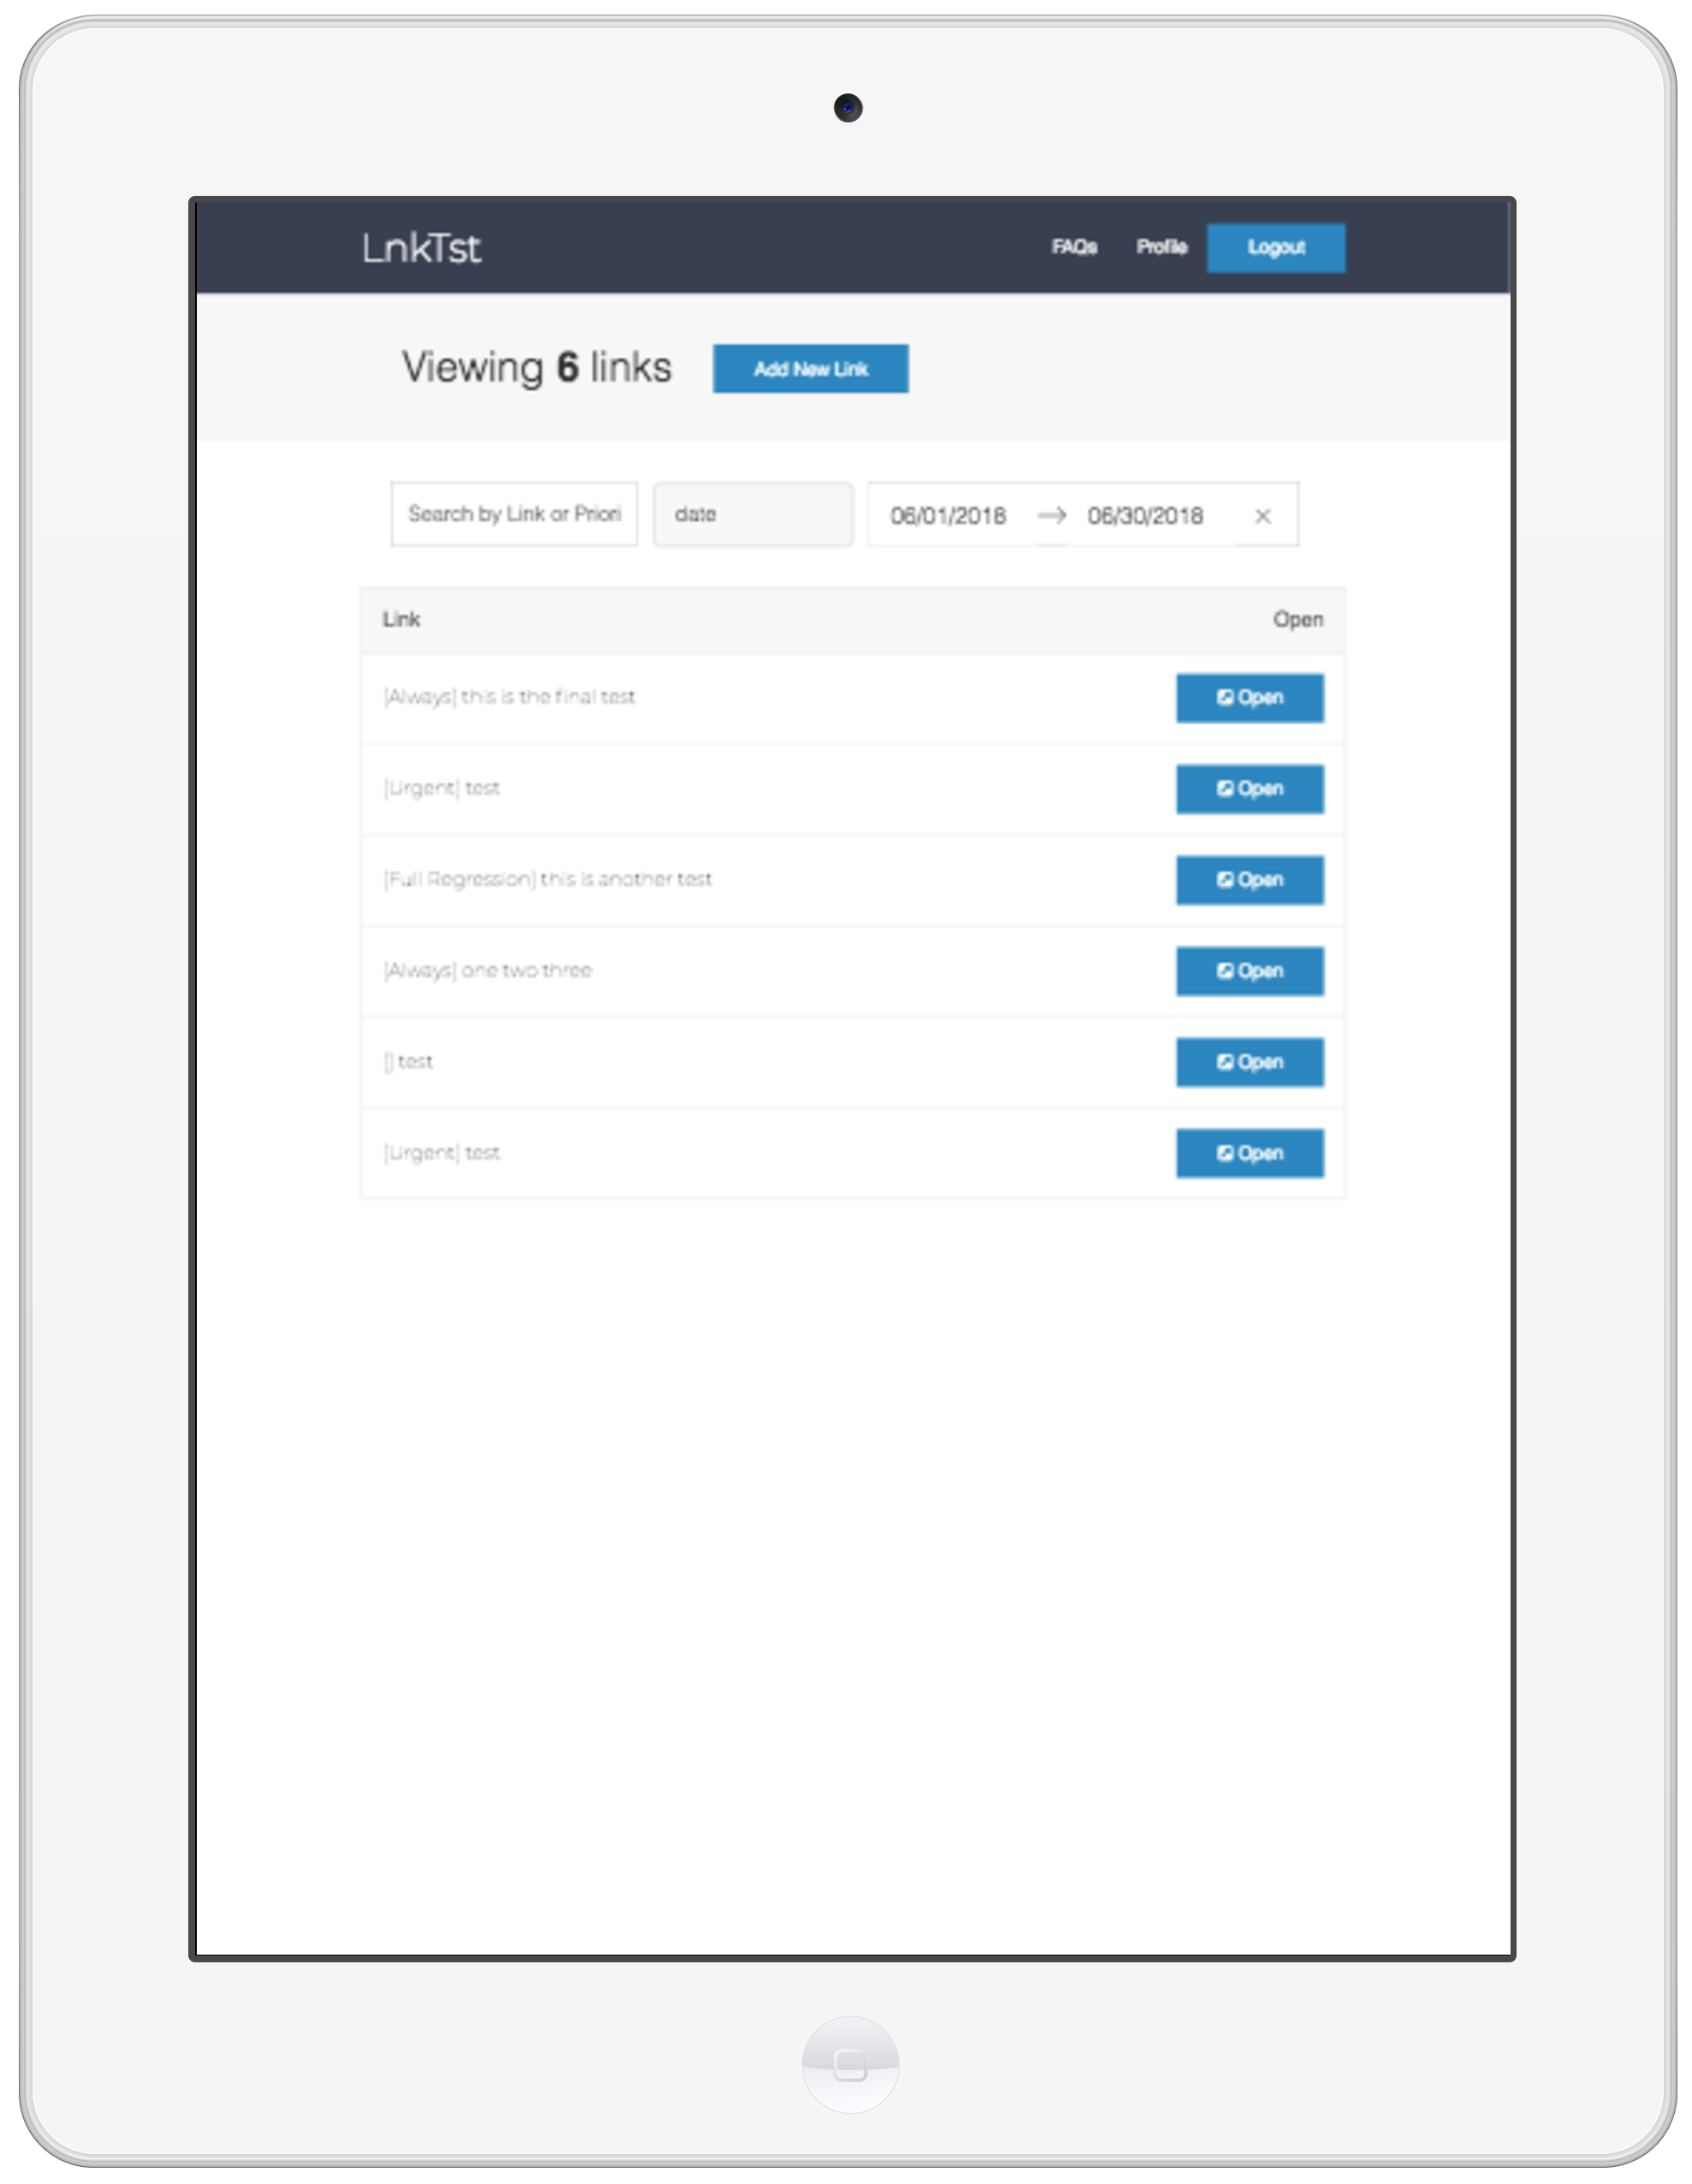 LnkTst FAQs Profile Logout
Viewing 6 links Add New Link
Search by Link or Priori date 06/01/2018 → 06/30/2018 ×
Link Open
[Always] this is the final test Open
[Urgent] test Open
[Full Regression] this is another test Open
[Always] one two three Open
[] test Open
[Urgent] test Open